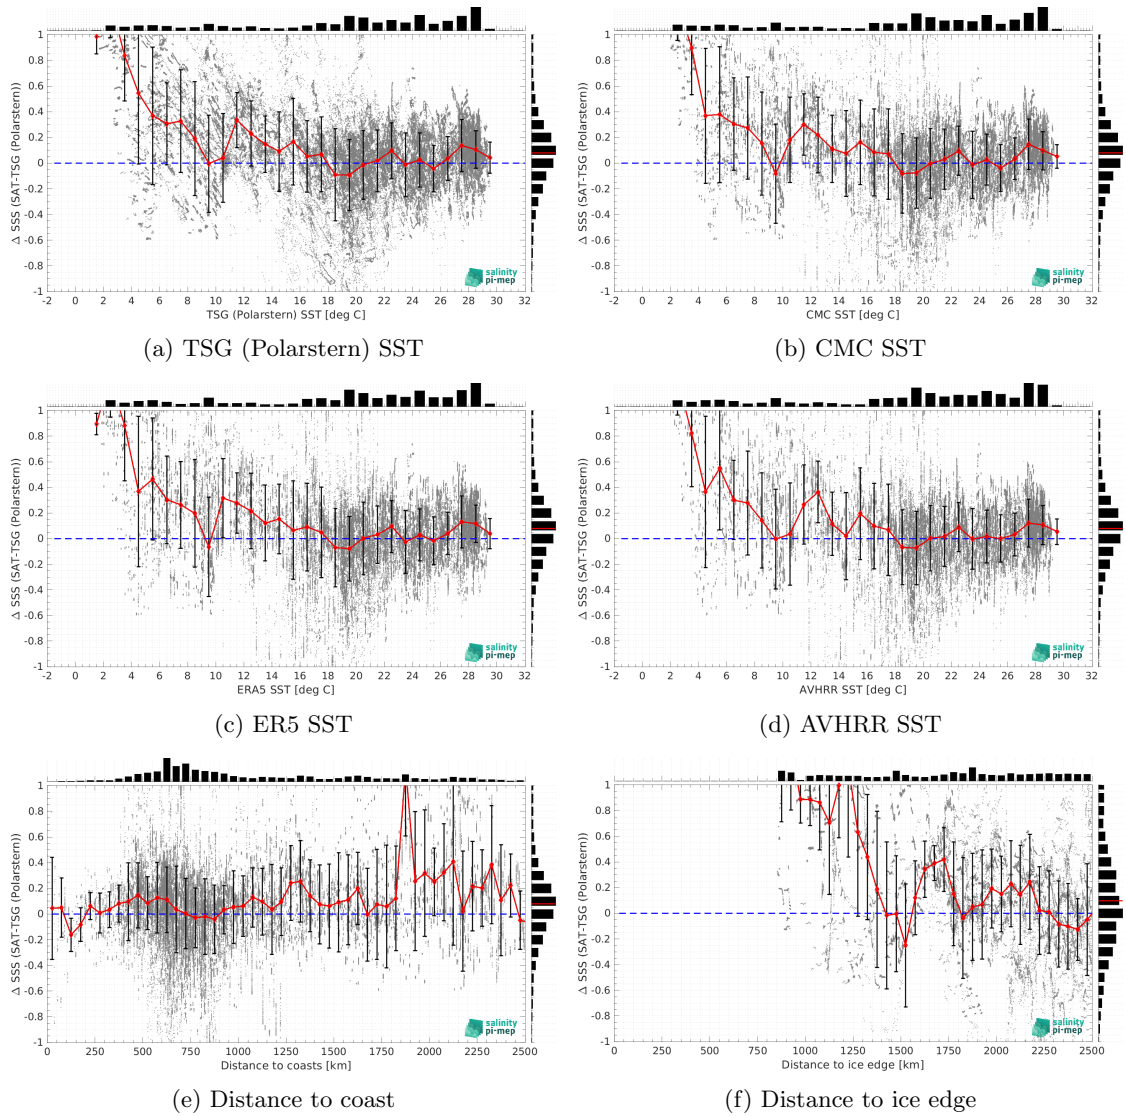 1
0.8
0.6
0.4
0.2
0
-0.2
-0.4
-0.6
-0.8
-1
Δ SSS (SAT-TSG (Polarstern))
-2 0 2 4 6 8 10 12 14 16 18 20 22 24 26 28 30 32
TSG (Polarstern) SST [deg C]
salinity
pi-mep
(a) TSG (Polarstern) SST
1
0.8
0.6
0.4
0.2
0
-0.2
-0.4
-0.6
-0.8
-1
Δ SSS (SAT-TSG (Polarstern))
-2 0 2 4 6 8 10 12 14 16 18 20 22 24 26 28 30 32
CMC SST [deg C]
salinity
pi-mep
(b) CMC SST
1
0.8
0.6
0.4
0.2
0
-0.2
-0.4
-0.6
-0.8
-1
Δ SSS (SAT-TSG (Polarstern))
-2 0 2 4 6 8 10 12 14 16 18 20 22 24 26 28 30 32
ERA5 SST [deg C]
salinity
pi-mep
(c) ER5 SST
1
0.8
0.6
0.4
0.2
0
-0.2
-0.4
-0.6
-0.8
-1
Δ SSS (SAT-TSG (Polarstern))
-2 0 2 4 6 8 10 12 14 16 18 20 22 24 26 28 30 32
AVHRR SST [deg C]
salinity
pi-mep
(d) AVHRR SST
1
0.8
0.6
0.4
0.2
0
-0.2
-0.4
-0.6
-0.8
-1
Δ SSS (SAT-TSG (Polarstern))
0 250 500 750 1000 1250 1500 1750 2000 2250 2500
Distance to coasts [km]
salinity
pi-mep
(e) Distance to coast
1
0.8
0.6
0.4
0.2
0
-0.2
-0.4
-0.6
-0.8
-1
Δ SSS (SAT-TSG (Polarstern))
0 250 500 750 1000 1250 1500 1750 2000 2250 2500
Distance to ice edge [km]
salinity
pi-mep
(f) Distance to ice edge